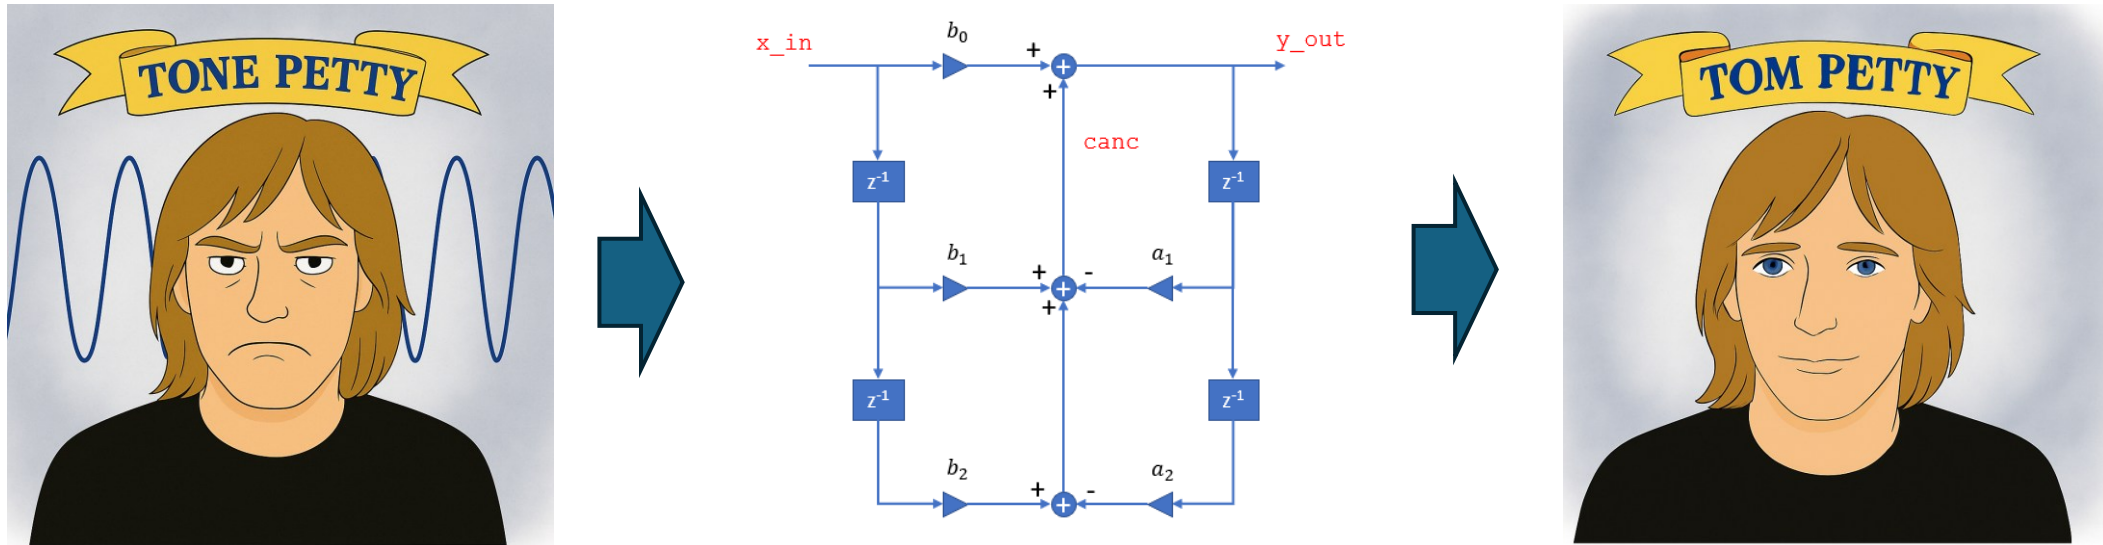 TONE PETTY
x_in
b₀
+
+
y_out
+
canc
z⁻¹
z⁻¹
b₁
+
+
-
a₁
+
z⁻¹
z⁻¹
b₂
+
+
-
a₂
TOM PETTY